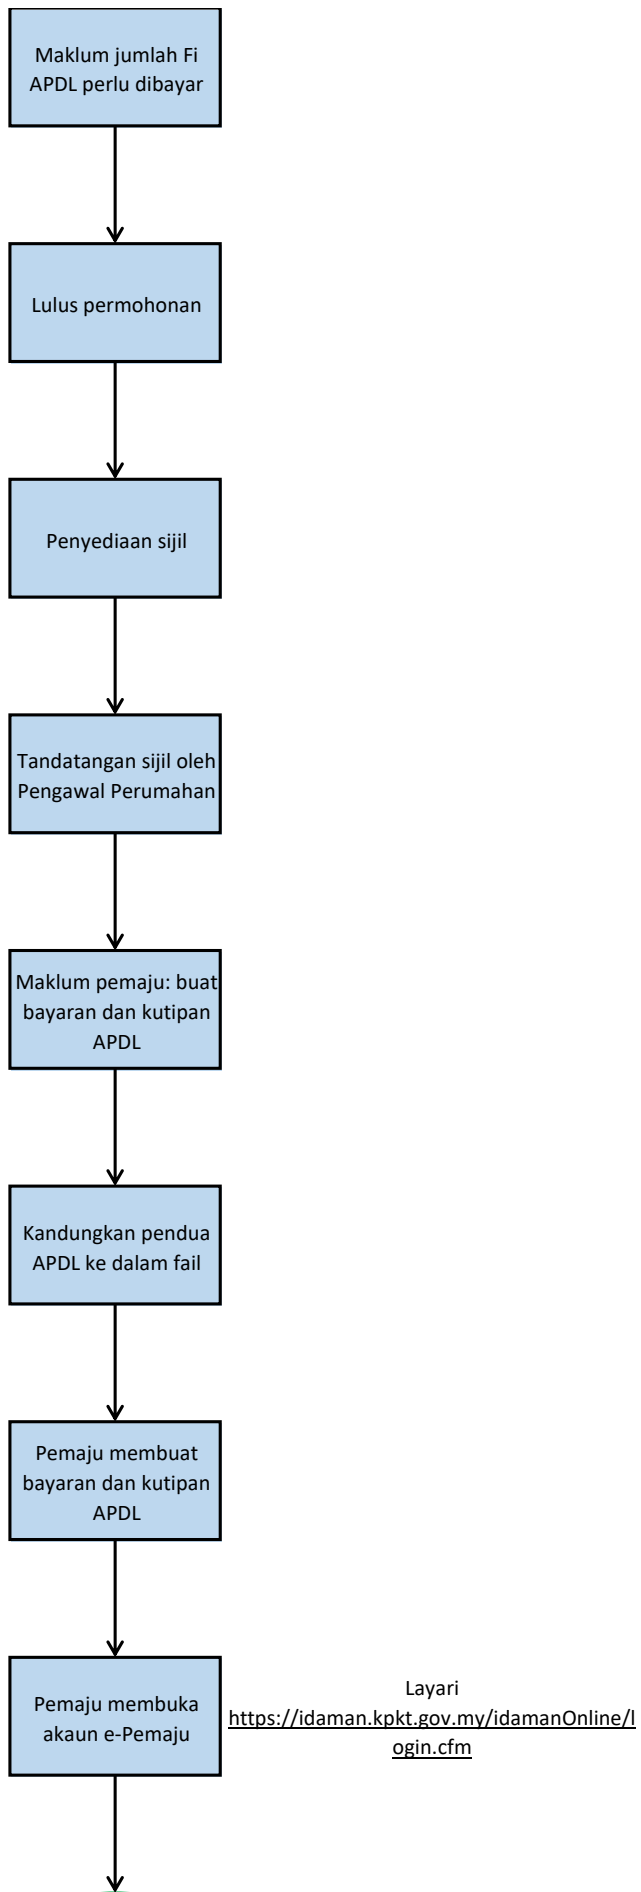 Maklum jumlah Fi
APDL perlu dibayar
Lulus permohonan
Penyediaan sijil
Tandatangan sijil oleh
Pengawal Perumahan
Maklum pemaju: buat
bayaran dan kutipan
APDL
Kandungkan pendua
APDL ke dalam fail
Pemaju membuat
bayaran dan kutipan
APDL
Pemaju membuka
akaun e-Pemaju
Layari
https://idaman.kpkt.gov.my/idamanOnline/l
ogin.cfm